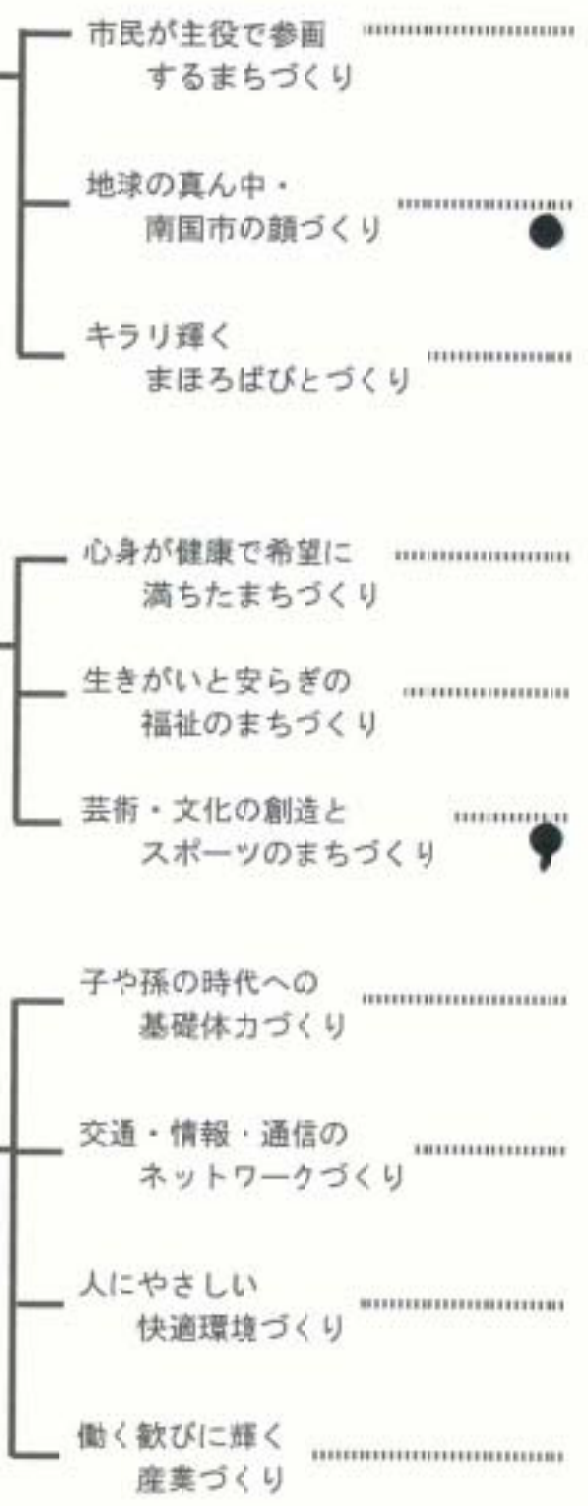 市民が主役で参画
するまちづくり
地球の真ん中・
南国市の顔づくり
キラリ輝く
まほろばびとづくり
心身が健康で希望に
満ちたまちづくり
生きがいと安らぎの
福祉のまちづくり
芸術・文化の創造と
スポーツのまちづくり
子や孫の時代への
基礎体力づくり
交通・情報・通信の
ネットワークづくり
人にやさしい
快適環境づくり
働く歓びに輝く
産業づくり